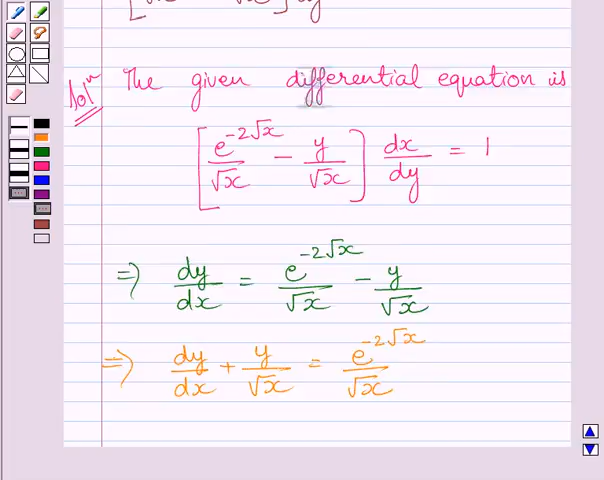 Solⁿ The given differential equation is
[e^(-2√x)/√x - y/√x] dx/dy = 1
⇒ dy/dx = e^(-2√x)/√x - y/√x
⇒ dy/dx + y/√x = e^(-2√x)/√x